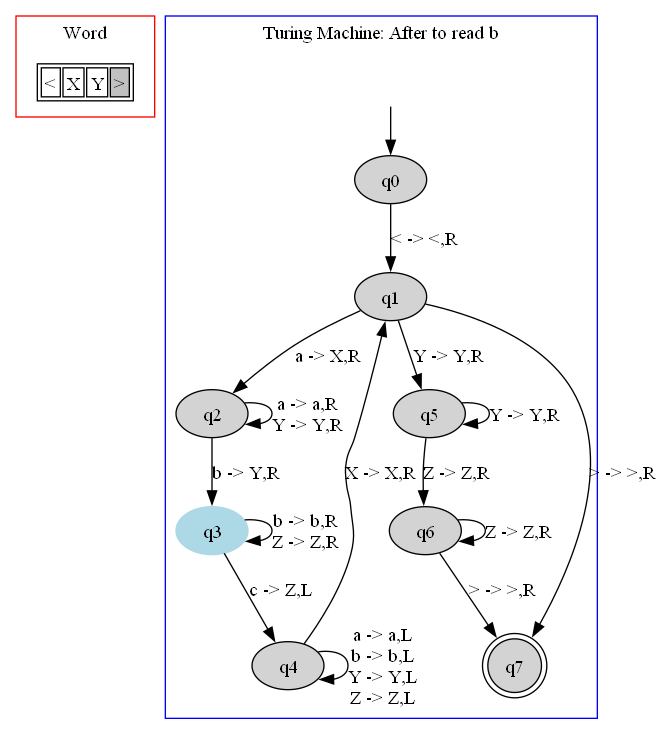 Word
< X Y >
Turing Machine: After to read b
q0
< -> <,R
q1
a -> X,R
Y -> Y,R
q2
a -> a,R
Y -> Y,R
q5
Y -> Y,R
b -> Y,R
X -> X,R
Z -> Z,R
> -> >,R
q3
b -> b,R
Z -> Z,R
q6
Z -> Z,R
c -> Z,L
> -> >,R
q4
a -> a,L
b -> b,L
Y -> Y,L
Z -> Z,L
q7